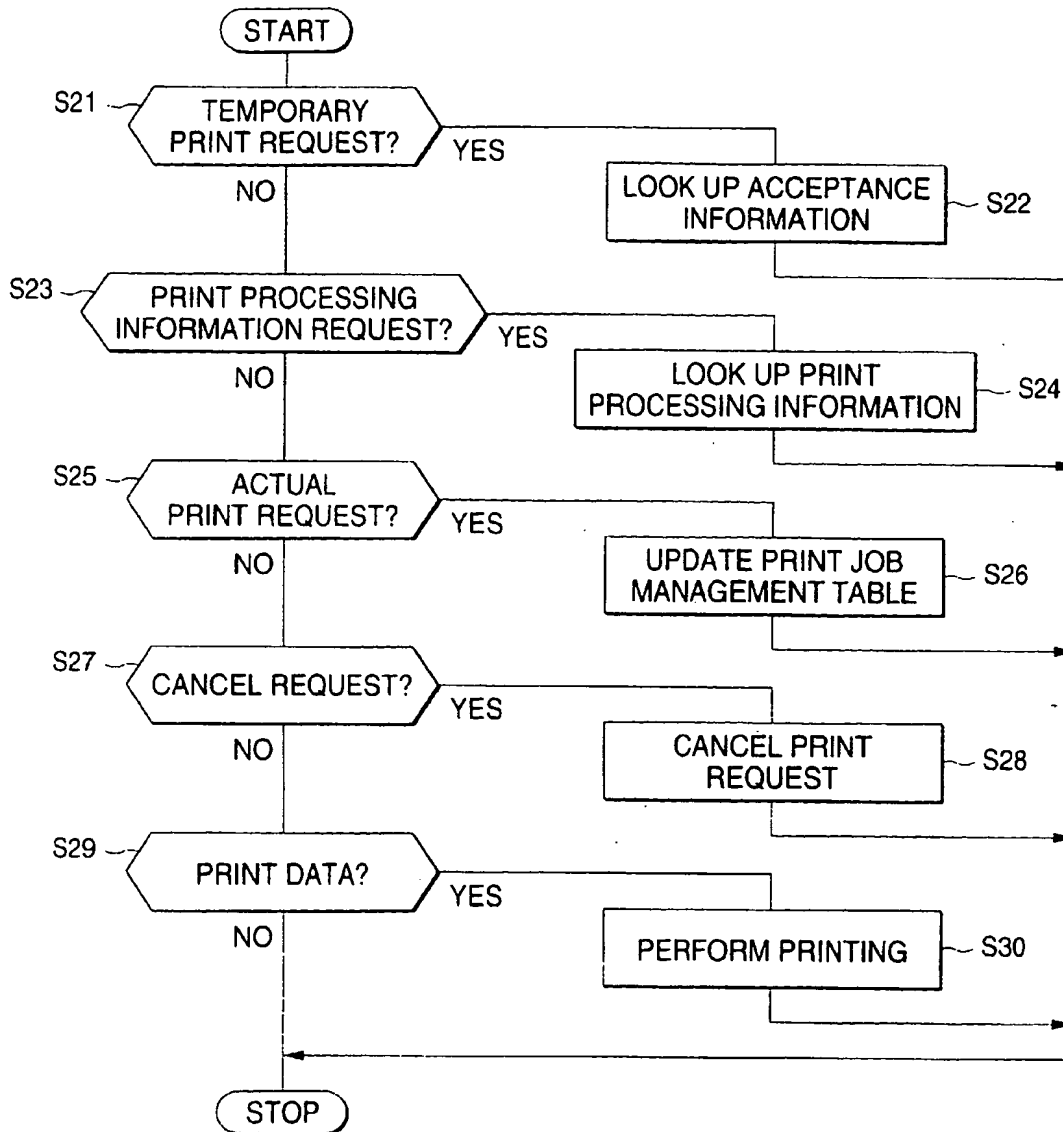 START
S21
TEMPORARY
PRINT REQUEST?
YES
NO
LOOK UP ACCEPTANCE
INFORMATION
S22
S23
PRINT PROCESSING
INFORMATION REQUEST?
YES
NO
LOOK UP PRINT
PROCESSING INFORMATION
S24
S25
ACTUAL
PRINT REQUEST?
YES
NO
UPDATE PRINT JOB
MANAGEMENT TABLE
S26
S27
CANCEL REQUEST?
YES
NO
CANCEL PRINT
REQUEST
S28
S29
PRINT DATA?
YES
NO
PERFORM PRINTING
S30
STOP